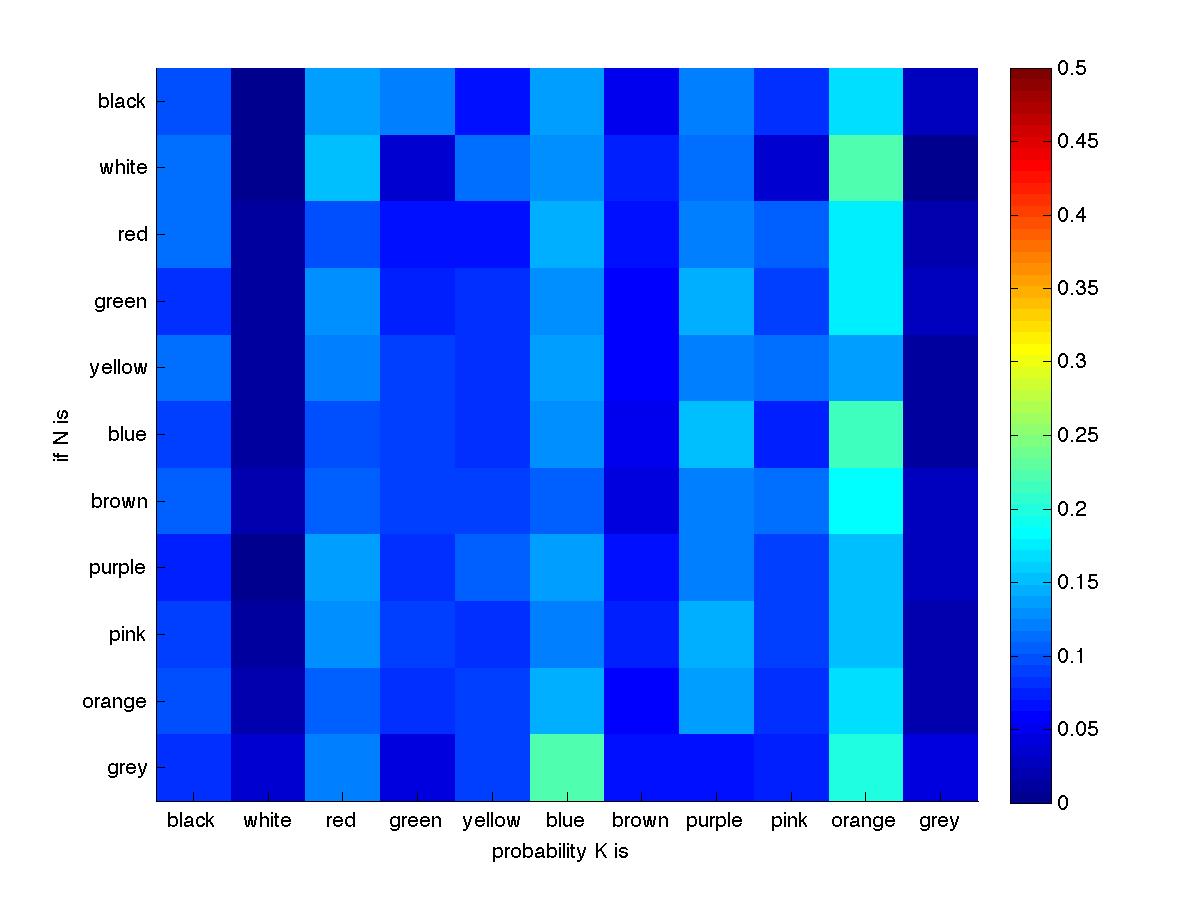 0.5
black
0.45
white
0.4
red
0.35
green
0.3
yellow
0.25
blue
if N is
0.2
brown
0.15
purple
0.1
pink
0.05
orange
grey
0
black white red green yellow blue brown purple pink orange grey
probability K is